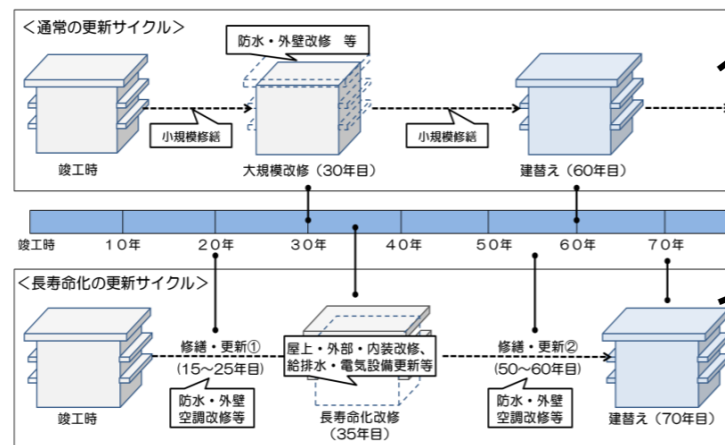 ＜通常の更新サイクル＞
防水・外壁改修　等
小規模修繕
小規模修繕
竣工時
大規模改修（30年目）
建替え（60年目）
竣工時
10年
20年
30年
40年
50年
60年
70年
＜長寿命化の更新サイクル＞
修繕・更新①
(15～25年目)
防水・外壁
空調改修等
屋上・外部・内装改修、
給排水・電気設備更新等
修繕・更新②
(50～60年目)
防水・外壁
空調改修等
竣工時
長寿命化改修
（35年目）
建替え（70年目）